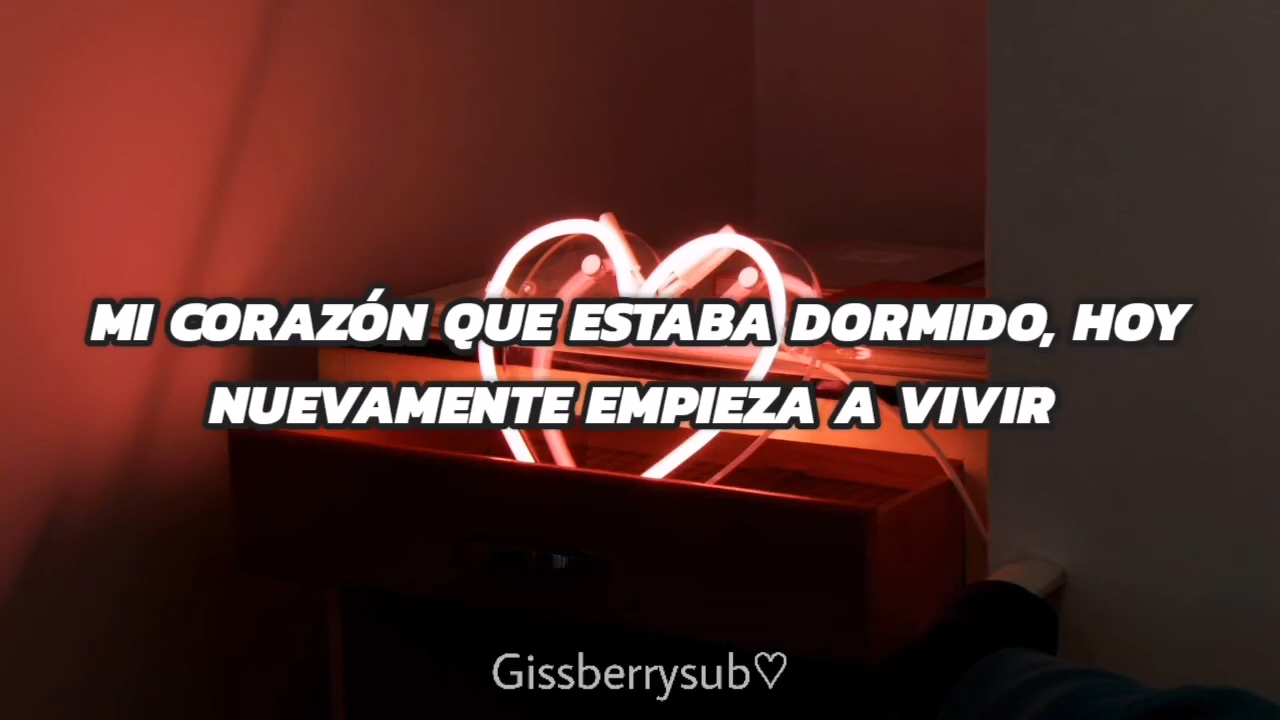 MI CORAZÓN QUE ESTABA DORMIDO, HOY
NUEVAMENTE EMPIEZA A VIVIR
Gissberrysub♡